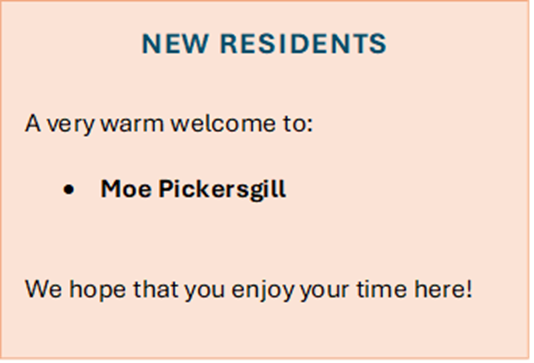 NEW RESIDENTS
A very warm welcome to:
• Moe Pickersgill
We hope that you enjoy your time here!